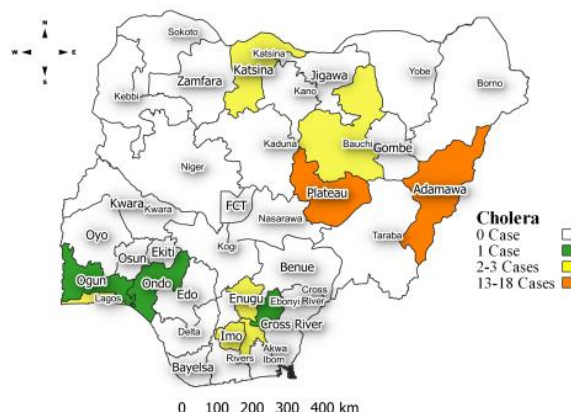 N
W E
S
Sokoto
Katsina
Katsina
Jigawa
Yobe
Borno
Zamfara
Kebbi
Kano
Kaduna
Bauchi
Gombe
Niger
Plateau
Adamawa
Kwara
Kwara
FCT
Nasarawa
Taraba
Oyo
Kogi
Osun
Ekiti
Benue
Ogun
Ondo
Edo
Enugu
Ebonyi
Cross
River
Lagos
Cross River
Delta
Imo
Rivers
Akwa
Ibom
Bayelsa
Cholera
0 Case
1 Case
2-3 Cases
13-18 Cases
0 100 200 300 400 km